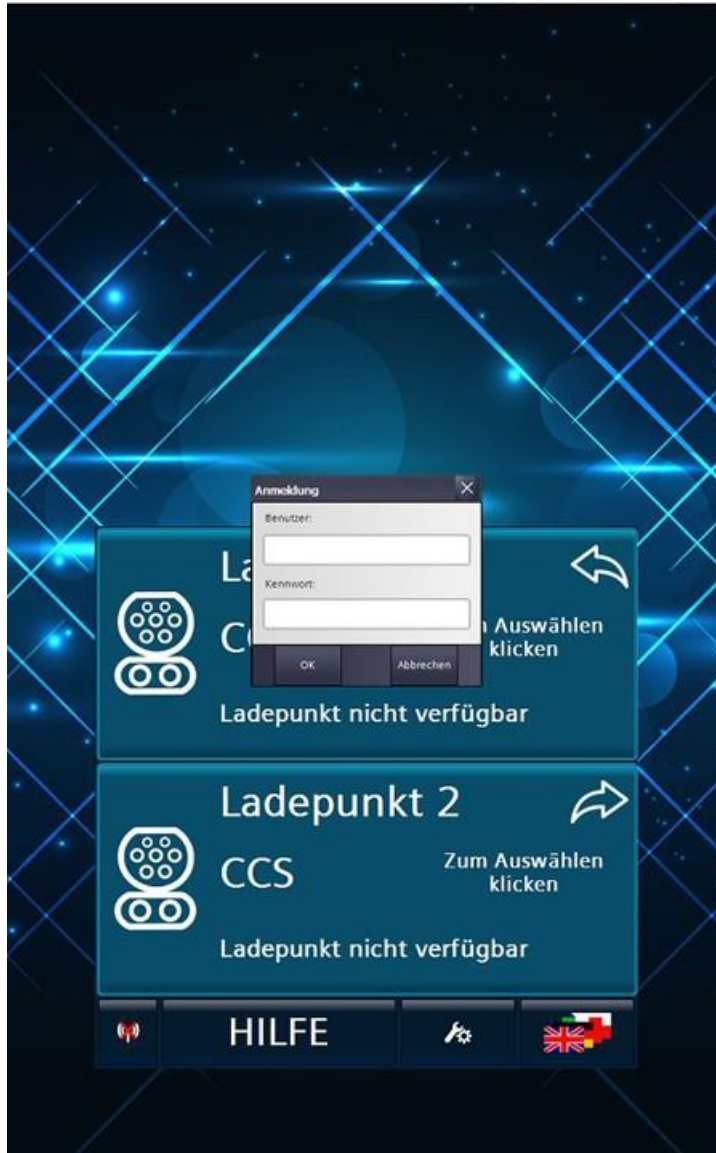 Anmeldung
Benutzer:
Kennwort:
OK
Abbrechen
Auswählen
klicken
Ladepunkt nicht verfügbar
Ladepunkt 2
CCS
Zum Auswählen
klicken
Ladepunkt nicht verfügbar
HILFE